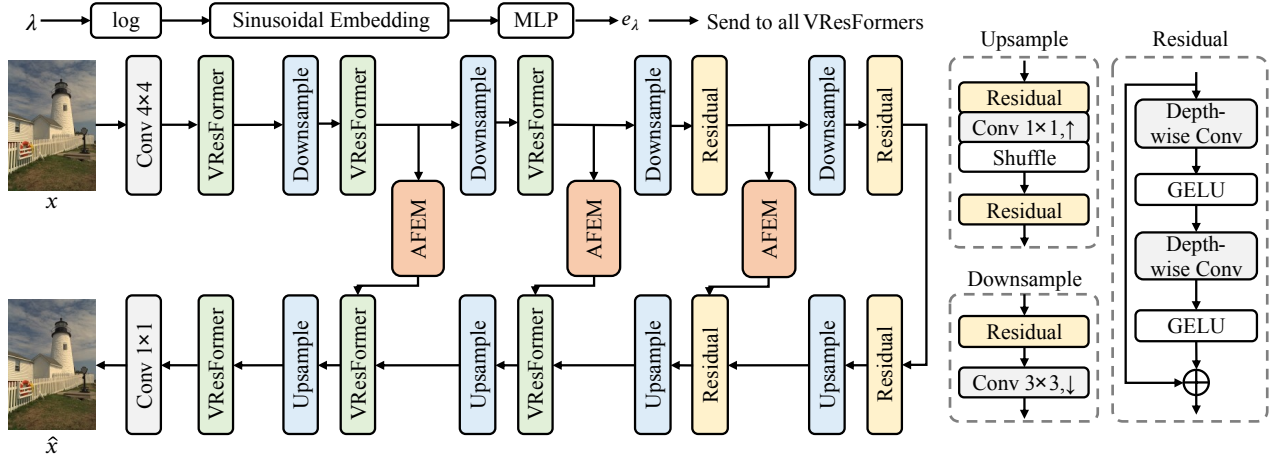 λ log Sinusoidal Embedding MLP e_λ Send to all VResFormers
x
Conv 4×4
VResFormer
Downsample
VResFormer
Downsample
VResFormer
Downsample
Residual
Downsample
Residual
AFEM
AFEM
AFEM
x̂
Conv 1×1
VResFormer
Upsample
VResFormer
Upsample
VResFormer
Upsample
Residual
Upsample
Residual
Upsample
Residual
Conv 1×1,↑
Shuffle
Residual
Downsample
Residual
Conv 3×3,↓
Residual
Depth-
wise Conv
GELU
Depth-
wise Conv
GELU